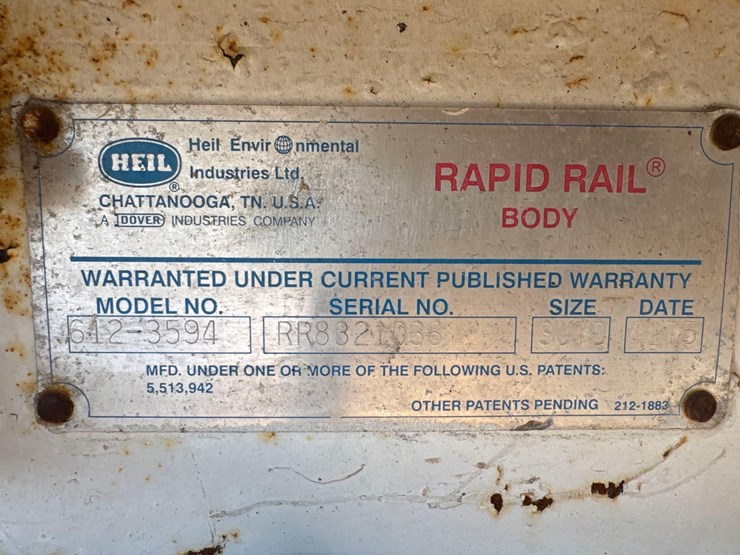 HEIL®
Heil Environmental
Industries Ltd.
CHATTANOOGA, TN. U.S.A.
A DOVER INDUSTRIES COMPANY
RAPID RAIL®
BODY
WARRANTED UNDER CURRENT PUBLISHED WARRANTY
MODEL NO. SERIAL NO. SIZE DATE
642-3594
MFD. UNDER ONE OR MORE OF THE FOLLOWING U.S. PATENTS:
5,513,942
OTHER PATENTS PENDING 212-1883